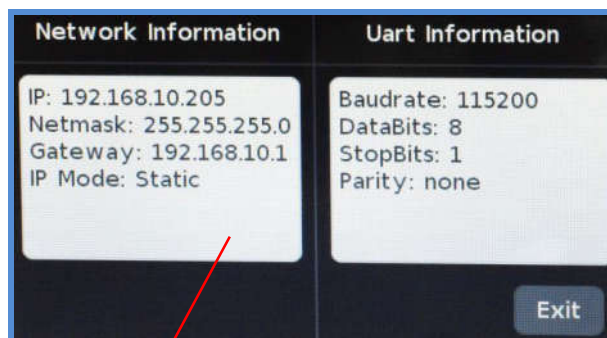 Network Information
IP: 192.168.10.205
Netmask: 255.255.255.0
Gateway: 192.168.10.1
IP Mode: Static
Uart Information
Baudrate: 115200
DataBits: 8
StopBits: 1
Parity: none
Exit